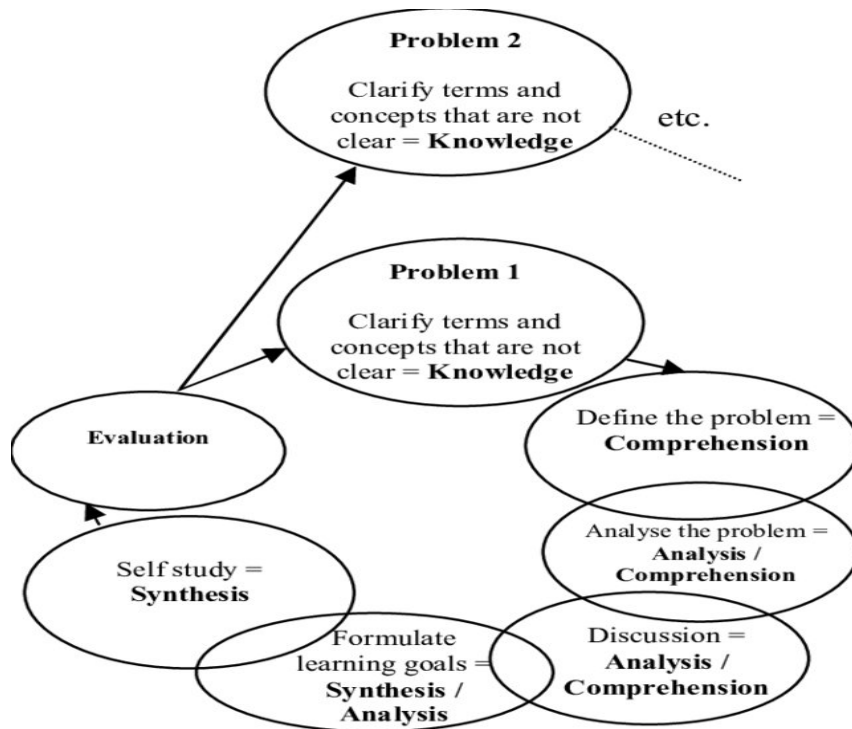 Problem 2
Clarify terms and
concepts that are not
clear = Knowledge
etc.
Problem 1
Clarify terms and
concepts that are not
clear = Knowledge
Define the problem =
Comprehension
Analyse the problem =
Analysis /
Comprehension
Discussion =
Analysis /
Comprehension
Formulate
learning goals =
Synthesis /
Analysis
Self study =
Synthesis
Evaluation